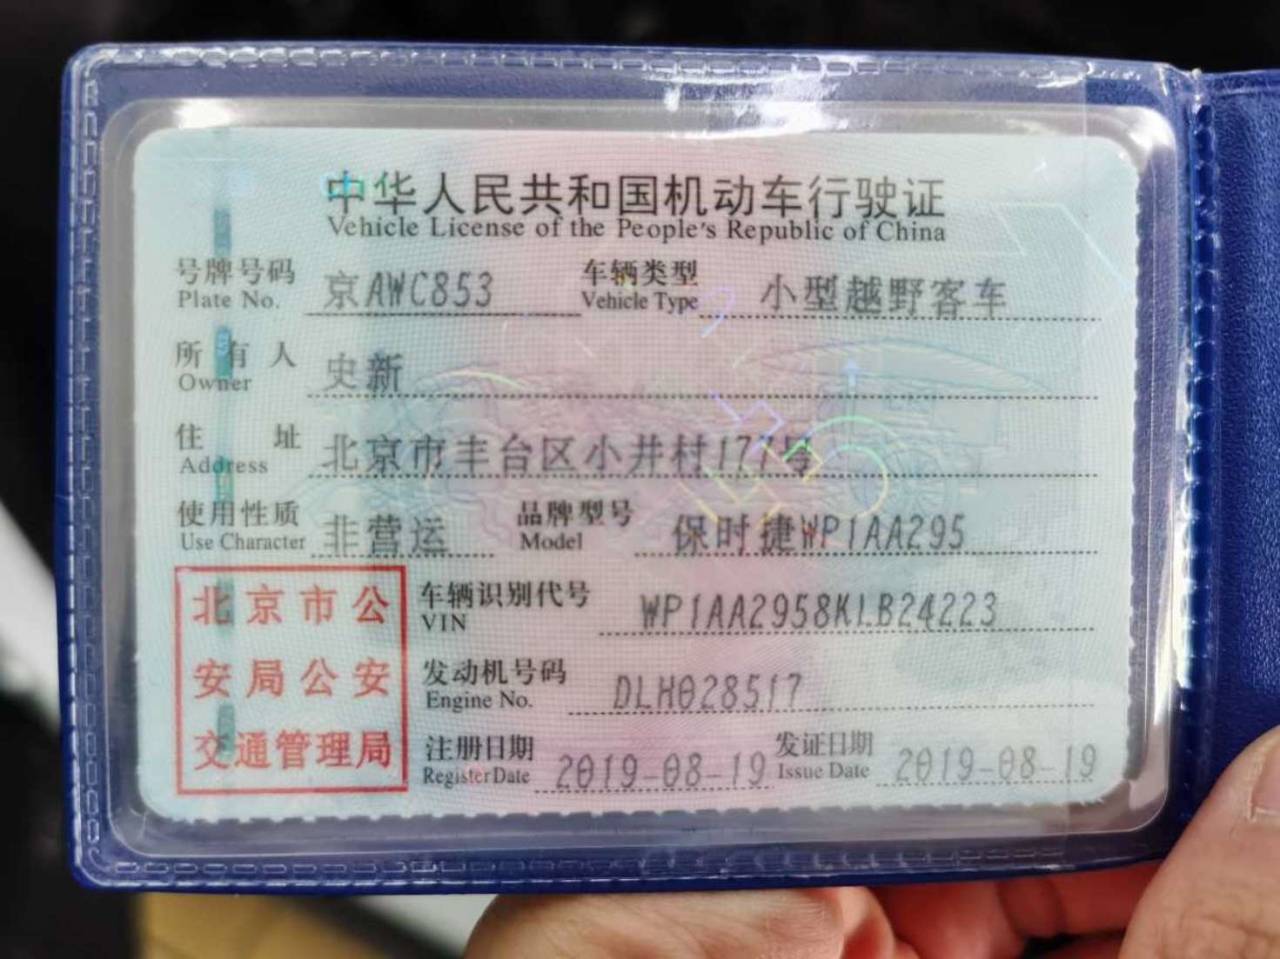 中华人民共和国机动车行驶证
Vehicle License of the People's Republic of China
号牌号码 京AWC853 车辆类型 小型越野客车
Plate No. Vehicle Type
所有人 史新
Owner
住址 北京市丰台区小井村177号
Address
使用性质 非营运 品牌型号 保时捷WP1AA295
Use Character Model
北京市公
安局公安
交通管理局
车辆识别代号 WP1AA2958KLB24223
VIN
发动机号码 DLH028517
Engine No.
注册日期 2019-08-19 发证日期 2019-08-19
Register Date Issue Date